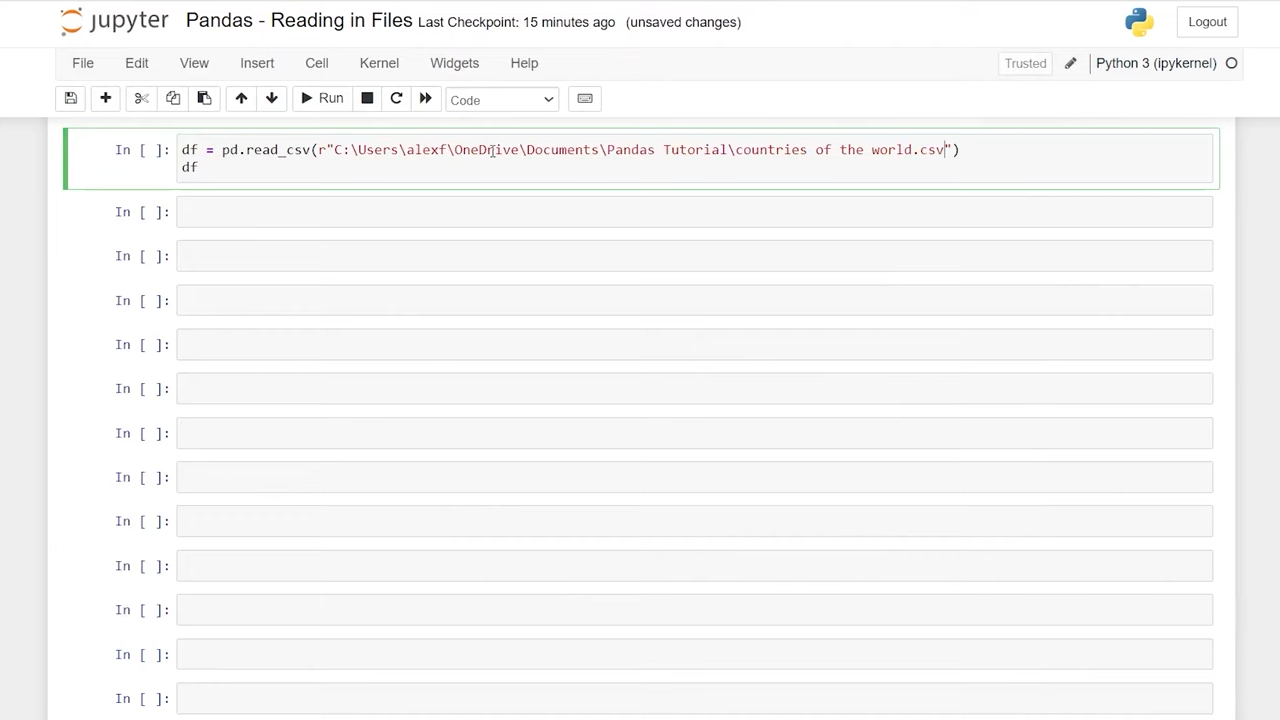 jupyter Pandas - Reading in Files Last Checkpoint: 15 minutes ago (unsaved changes) Logout
File Edit View Insert Cell Kernel Widgets Help Trusted Python 3 (ipykernel)
Run Code
In [ ]: df = pd.read_csv(r"C:\Users\alexf\OneDrive\Documents\Pandas Tutorial\countries of the world.csv")
df
In [ ]:
In [ ]:
In [ ]:
In [ ]:
In [ ]:
In [ ]:
In [ ]:
In [ ]:
In [ ]:
In [ ]:
In [ ]:
In [ ]: